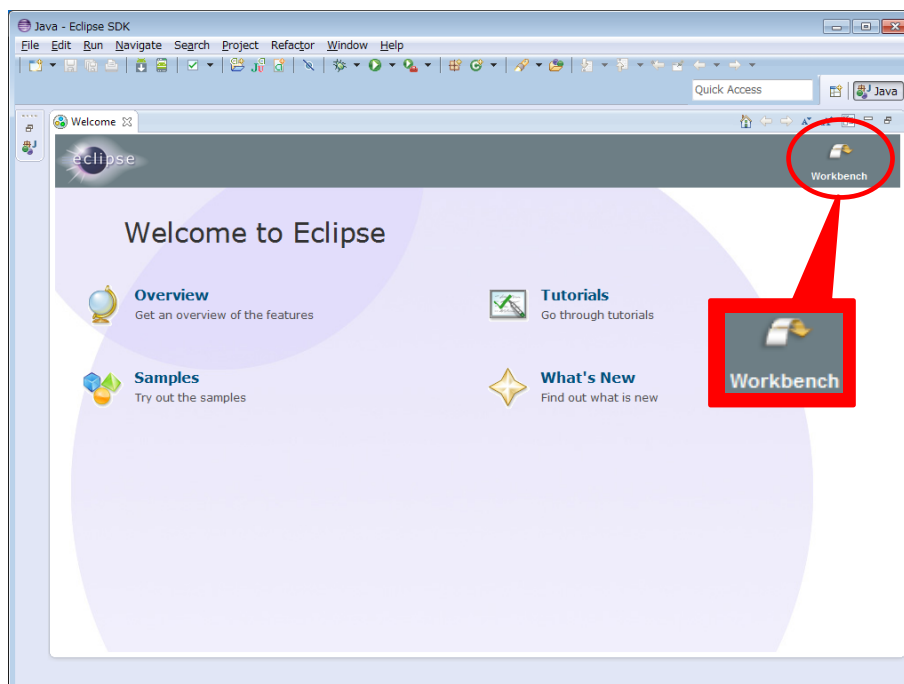 Java - Eclipse SDK
File Edit Run Navigate Search Project Refactor Window Help
Quick Access
Java
Welcome
eclipse
Workbench
Welcome to Eclipse
Overview
Get an overview of the features
Tutorials
Go through tutorials
Workbench
Samples
Try out the samples
What's New
Find out what is new